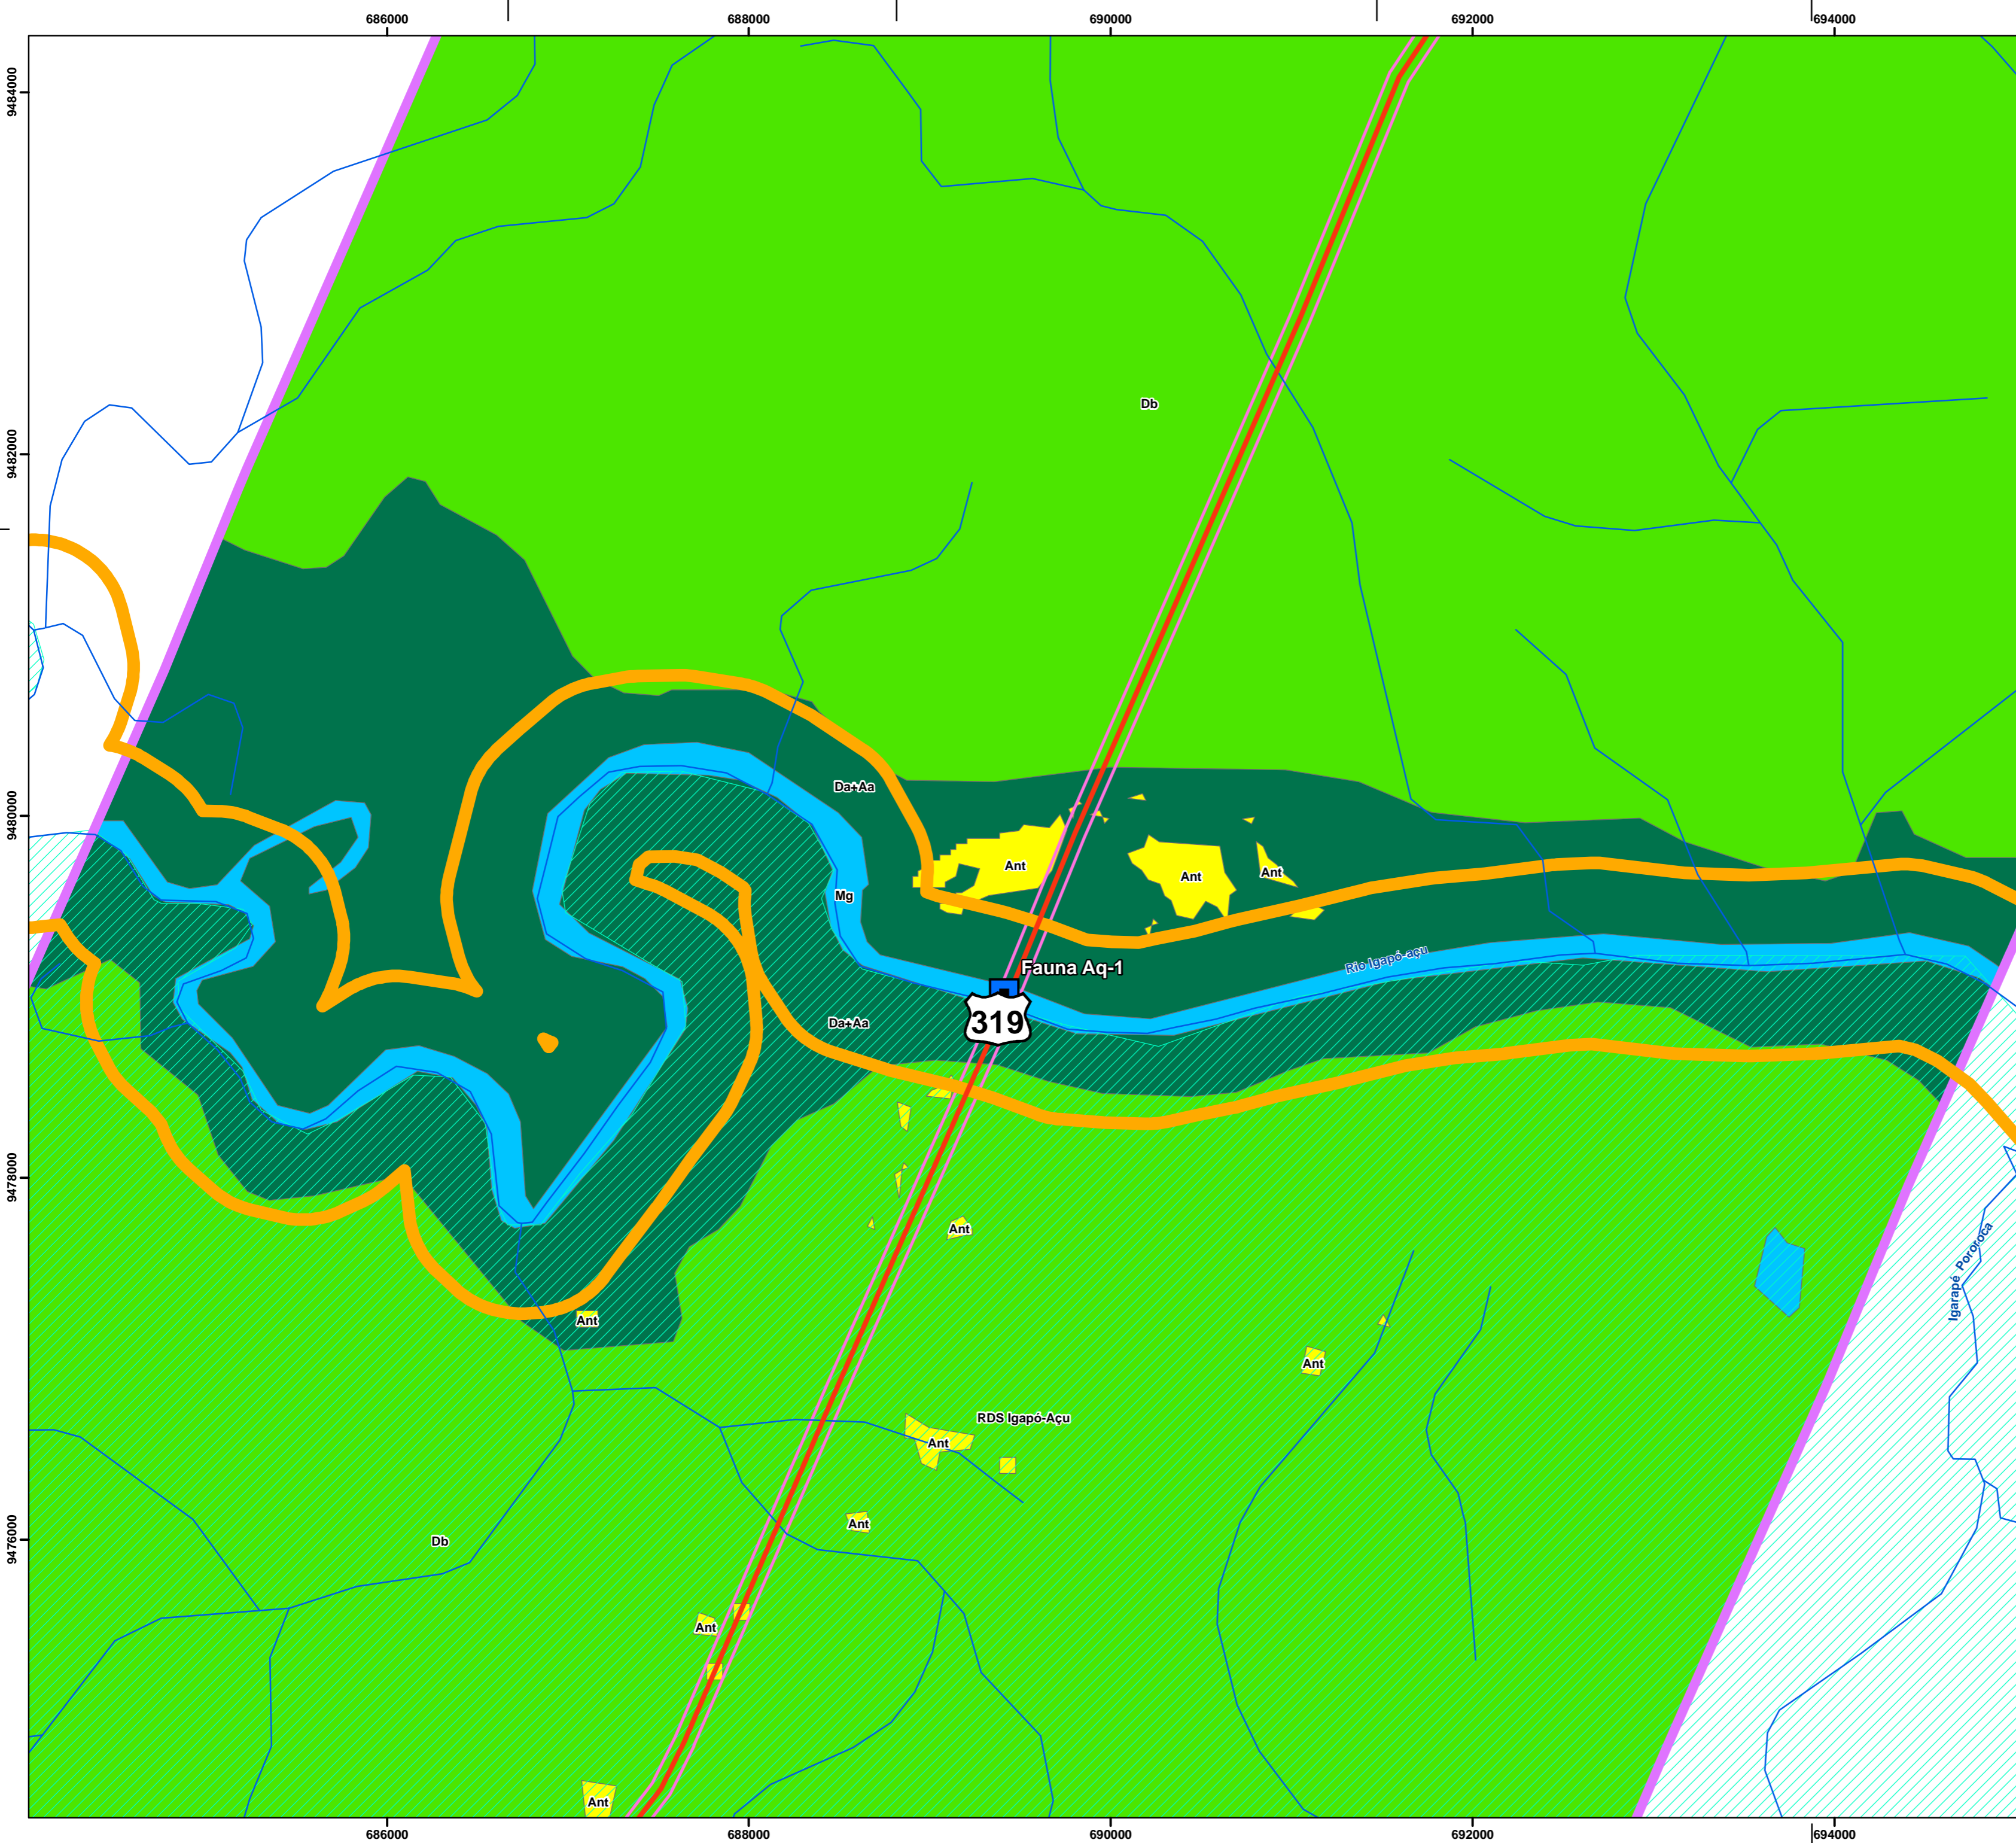 686000
688000
690000
692000
694000
9484000
Db
9482000
Da+Aa
9480000
Ant
Ant
Ant
Mg
Rio Igapó-açu
Fauna Aq-1
319
Da+Aa
9478000
Ant
Igarapé Pororoca
Ant
Ant
RDS Igapó-Açu
Ant
Ant
9476000
Db
Ant
Ant
686000
688000
690000
692000
694000